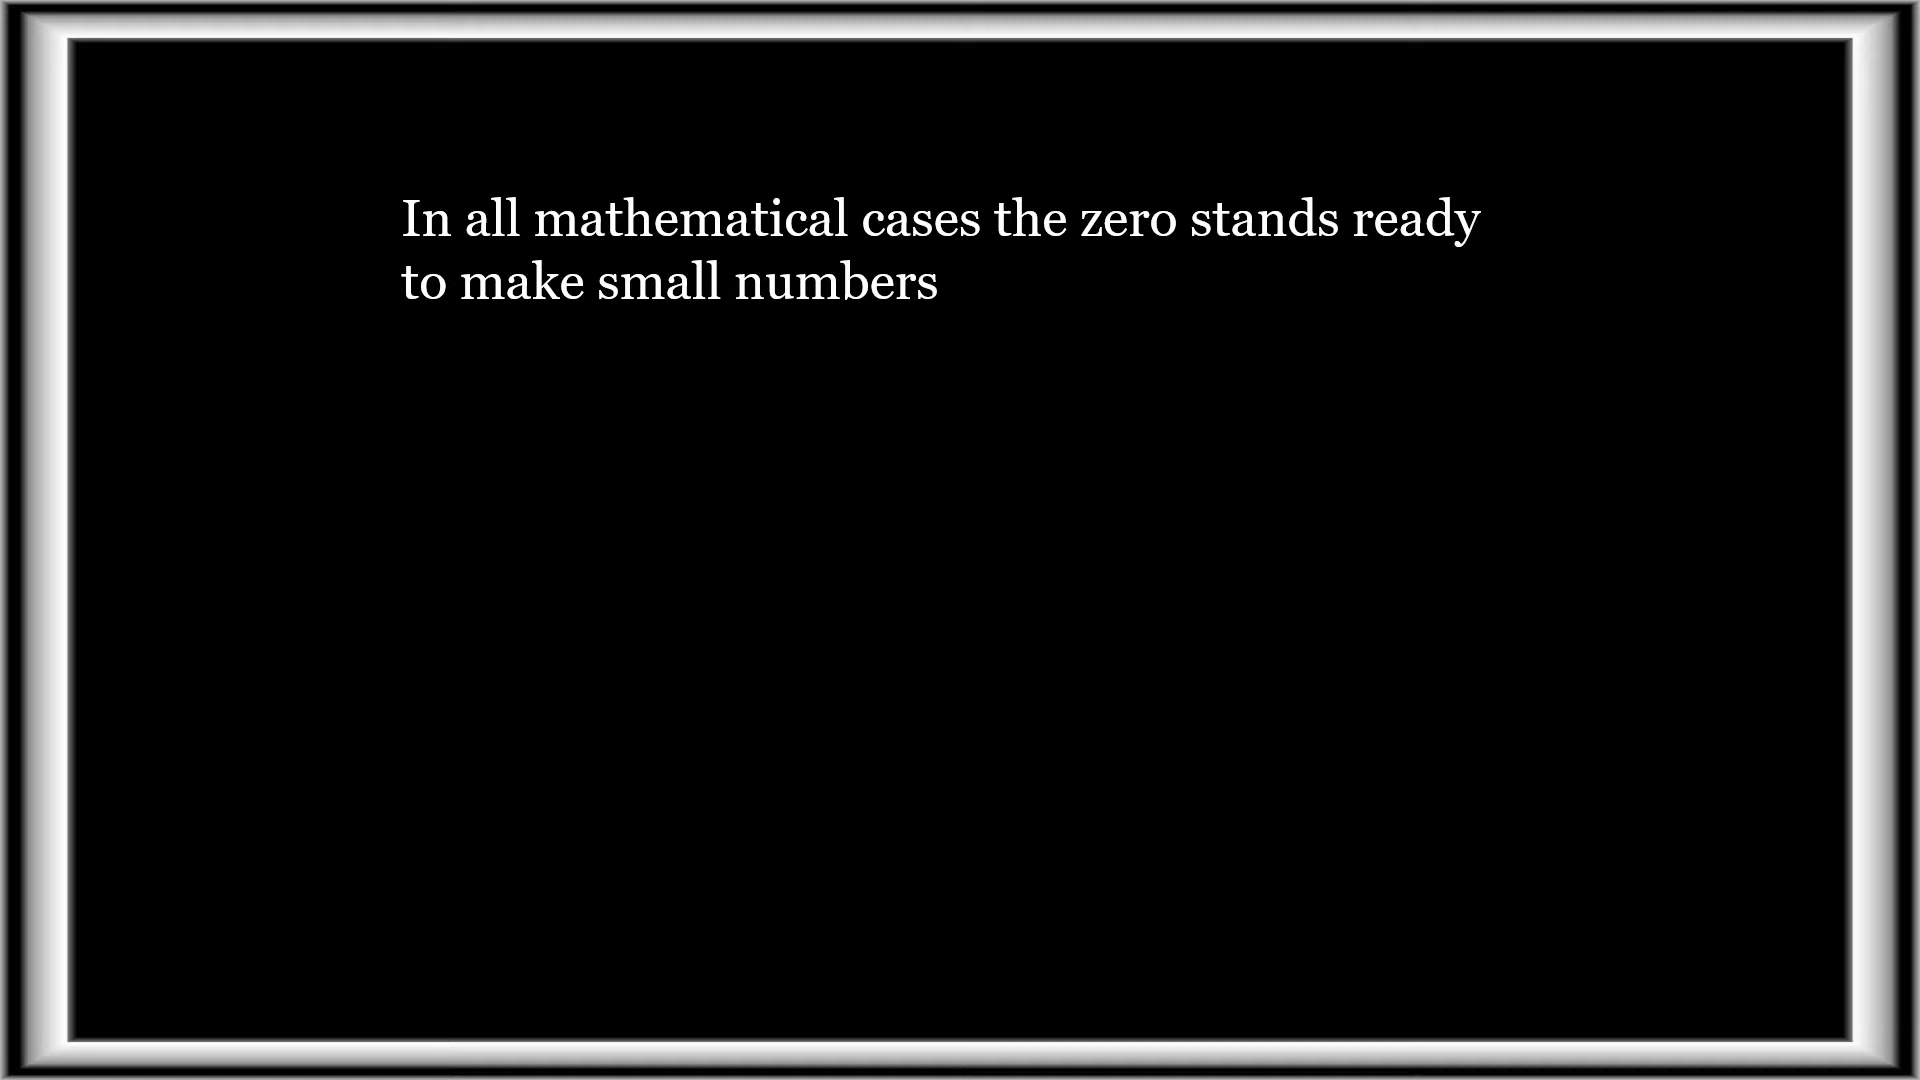 In all mathematical cases the zero stands ready
to make small numbers